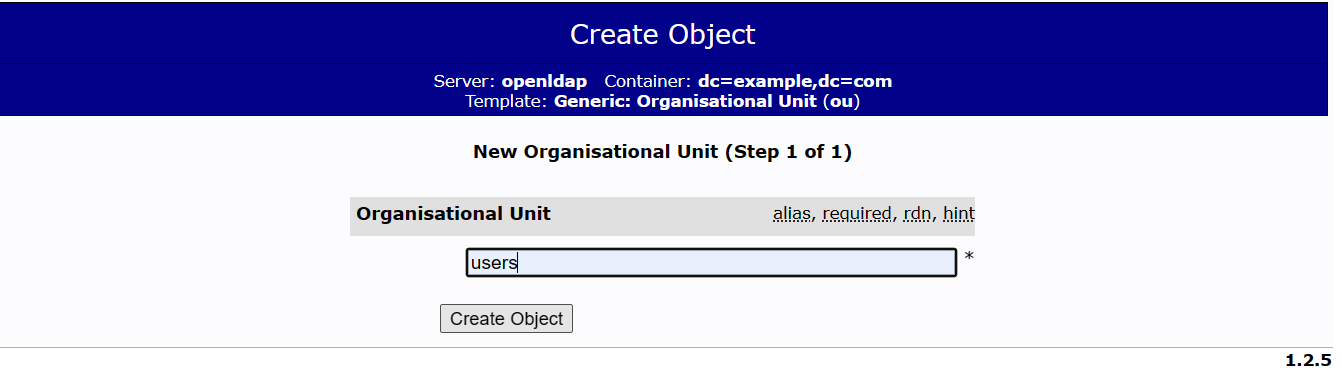 Create Object
Server: openldap Container: dc=example,dc=com
Template: Generic: Organisational Unit (ou)
New Organisational Unit (Step 1 of 1)
Organisational Unit alias, required, rdn, hint
users *
Create Object
1.2.5